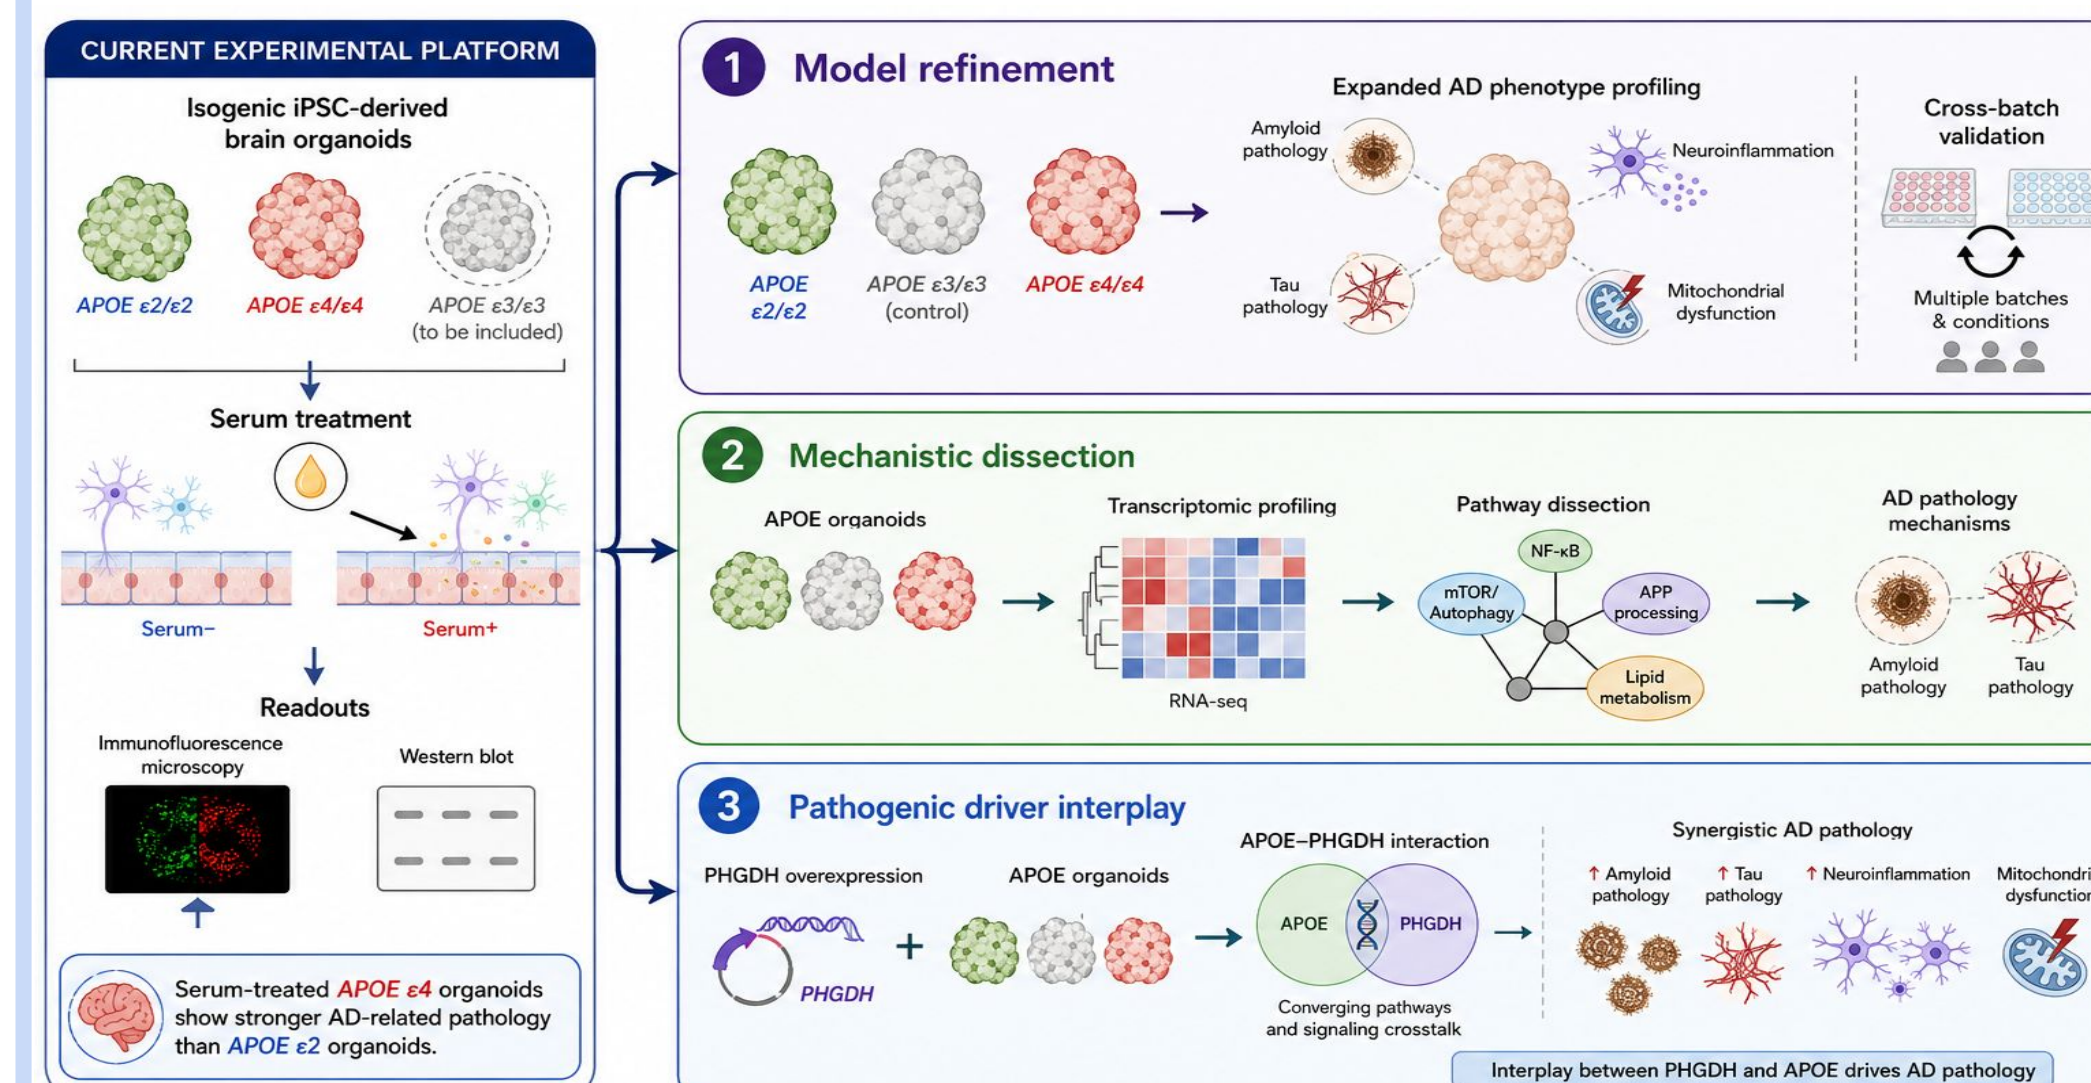 CURRENT EXPERIMENTAL PLATFORM
Isogenic iPSC-derived
brain organoids
APOE ε2/ε2
APOE ε4/ε4
APOE ε3/ε3
(to be included)
Serum treatment
Serum–
Serum+
Readouts
Immunofluorescence
microscopy
Western blot
Serum-treated APOE ε4 organoids
show stronger AD-related pathology
than APOE ε2 organoids.
1
Model refinement
APOE
ε2/ε2
APOE ε3/ε3
(control)
APOE ε4/ε4
Expanded AD phenotype profiling
Amyloid
pathology
Neuroinflammation
Tau
pathology
Mitochondrial
dysfunction
Cross-batch
validation
Multiple batches
& conditions
2
Mechanistic dissection
APOE organoids
Transcriptomic profiling
RNA-seq
Pathway dissection
NF-κB
mTOR/
Autophagy
APP
processing
Lipid
metabolism
AD pathology
mechanisms
Amyloid
pathology
Tau
pathology
3
Pathogenic driver interplay
PHGDH overexpression
PHGDH
+
APOE organoids
APOE–PHGDH interaction
APOE
PHGDH
Converging pathways
and signaling crosstalk
Synergistic AD pathology
↑ Amyloid
pathology
↑ Tau
pathology
↑ Neuroinflammation
Mitochondri
dysfunction
Interplay between PHGDH and APOE drives AD pathology